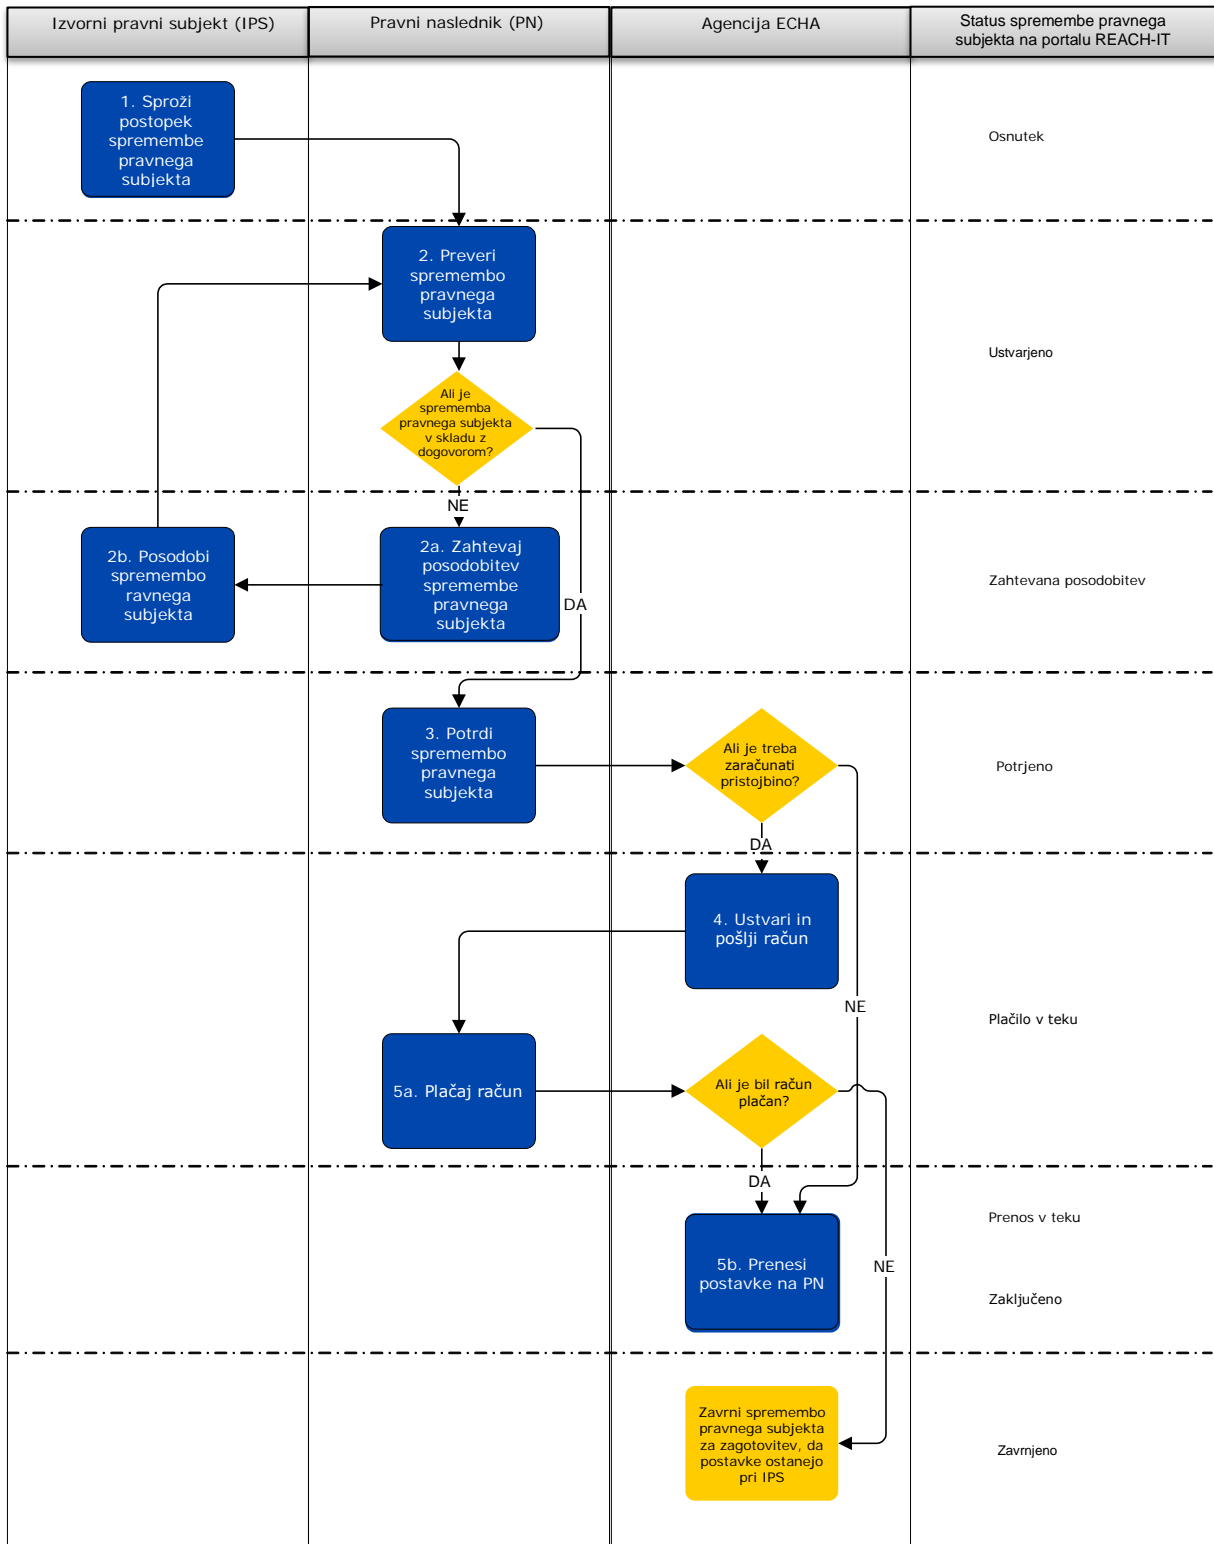 Izvorni pravni subjekt (IPS)
Pravni naslednik (PN)
Agencija ECHA
Status spremembe pravnega
subjekta na portalu REACH-IT
1. Sproži
postopek
spremembe
pravnega
subjekta
Osnutek
2. Preveri
spremembo
pravnega
subjekta
Ustvarjeno
Ali je
sprememba
pravnega subjekta
v skladu z
dogovorom?
NE
2b. Posodobi
spremembo
ravnega
subjekta
2a. Zahtevaj
posodobitev
spremembe
pravnega
subjekta
DA
Zahtevana posodobitev
3. Potrdi
spremembo
pravnega
subjekta
Ali je treba
zaračunati
pristojbino?
Potrjeno
DA
4. Ustvari in
pošlji račun
NE
Plačilo v teku
5a. Plačaj račun
Ali je bil račun
plačan?
DA
Prenos v teku
5b. Prenesi
postavke na PN
NE
Zaključeno
Zavrni spremembo
pravnega subjekta
za zagotovitev, da
postavke ostanejo
pri IPS
Zavrnjeno